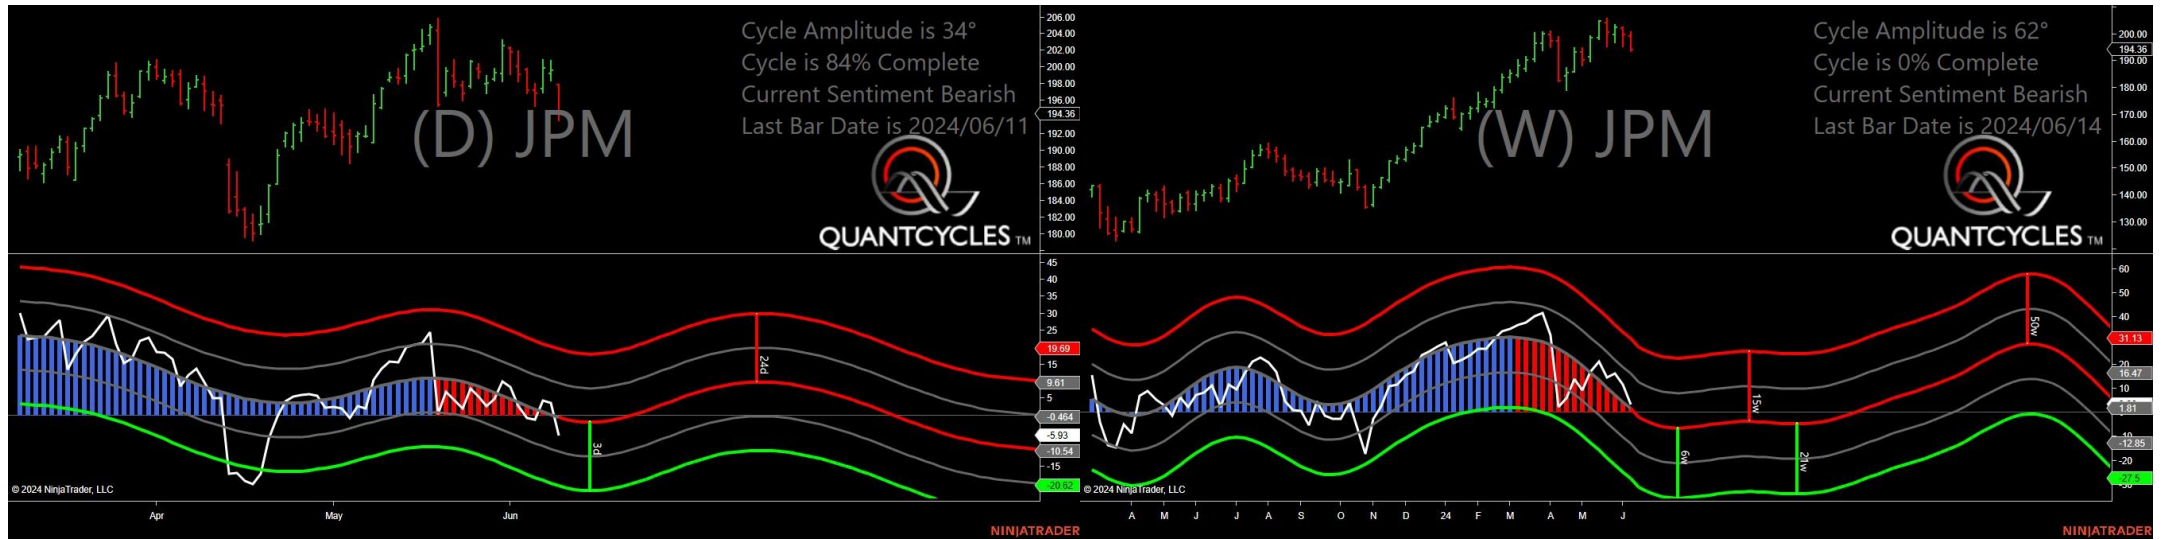 Cycle Amplitude is 34°
Cycle is 84% Complete
Current Sentiment Bearish
Last Bar Date is 2024/06/11
(D) JPM
QUANTCYCLES TM
206.00
204.00
202.00
200.00
198.00
196.00
194.36
192.00
190.00
188.00
186.00
184.00
182.00
180.00
45
40
35
30
25
19.69
15
9.61
5
-0.464
-5.93
-10.54
-15
-20.62
24d
3d
© 2024 NinjaTrader, LLC
Apr
May
Jun
NINJATRADER
Cycle Amplitude is 62°
Cycle is 0% Complete
Current Sentiment Bearish
Last Bar Date is 2024/06/14
(W) JPM
QUANTCYCLES TM
200.00
194.36
190.00
180.00
170.00
160.00
150.00
140.00
130.00
60
50
40
31.13
20
16.47
10
1.81
-12.85
-20
-27.5
50w
15w
6w
21w
© 2024 NinjaTrader, LLC
A
M
J
J
A
S
O
N
D
24
F
M
A
M
J
NINJATRADER